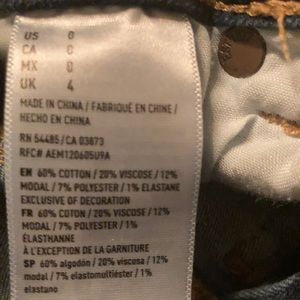 US 0
CA 0
MX 0
UK 4
MADE IN CHINA / FABRIQUÉ EN CHINE /
HECHO EN CHINA
RN 54485 / CA 03873
RFC# AEM120605U9A
EN 60% COTTON / 20% VISCOSE / 12%
MODAL / 7% POLYESTER / 1% ELASTANE
EXCLUSIVE OF DECORATION
FR 60% COTON / 20% VISCOSE / 12%
MODAL / 7% POLYESTER / 1%
ÉLASTHANNE
À L'EXCLUSION DE LA GARNITURE
SP 60% algodón / 20% viscosa / 12%
modal / 7% elastomultiéster / 1%
elastano